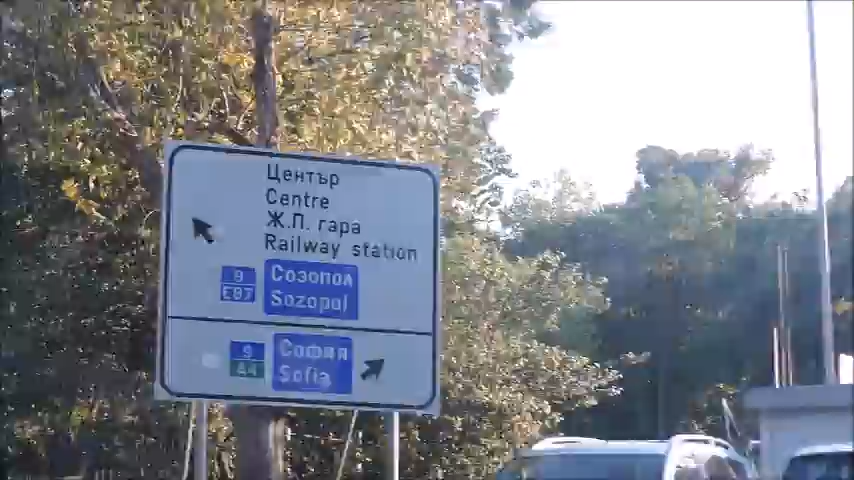 Център
Centre
Ж.П. гара
Railway station
9 Созопол
E87 Sozopol
9 София
A4 Sofia